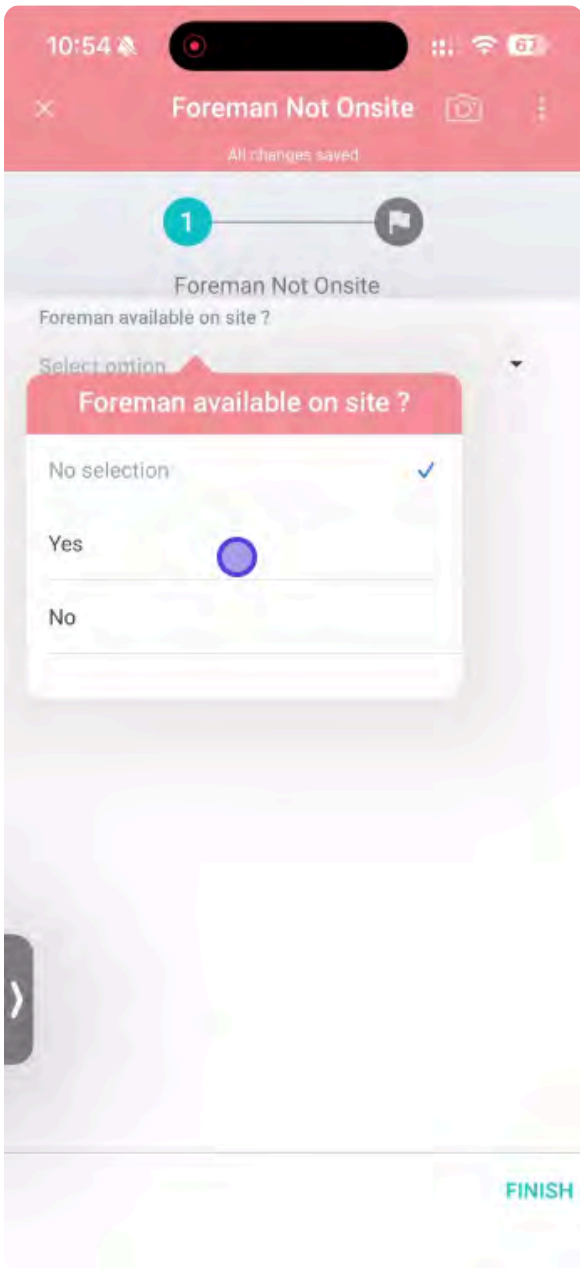 10:54
67
Foreman Not Onsite
All changes saved
1
Foreman Not Onsite
Foreman available on site ?
Select option
Foreman available on site ?
No selection
Yes
No
FINISH